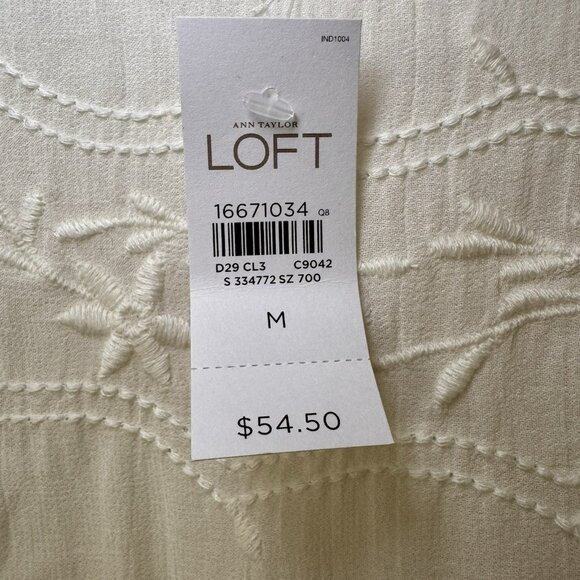 IND1004
ANN TAYLOR
LOFT
16671034 Q8
D29 CL3 C9042
S 334772 SZ 700
M
$54.50